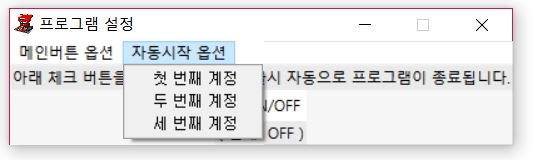 프로그램 설정
메인버튼 옵션 자동시작 옵션
아래 체크 버튼을 시 자동으로 프로그램이 종료됩니다.
첫 번째 계정
두 번째 계정
/OFF
세 번째 계정
OFF )